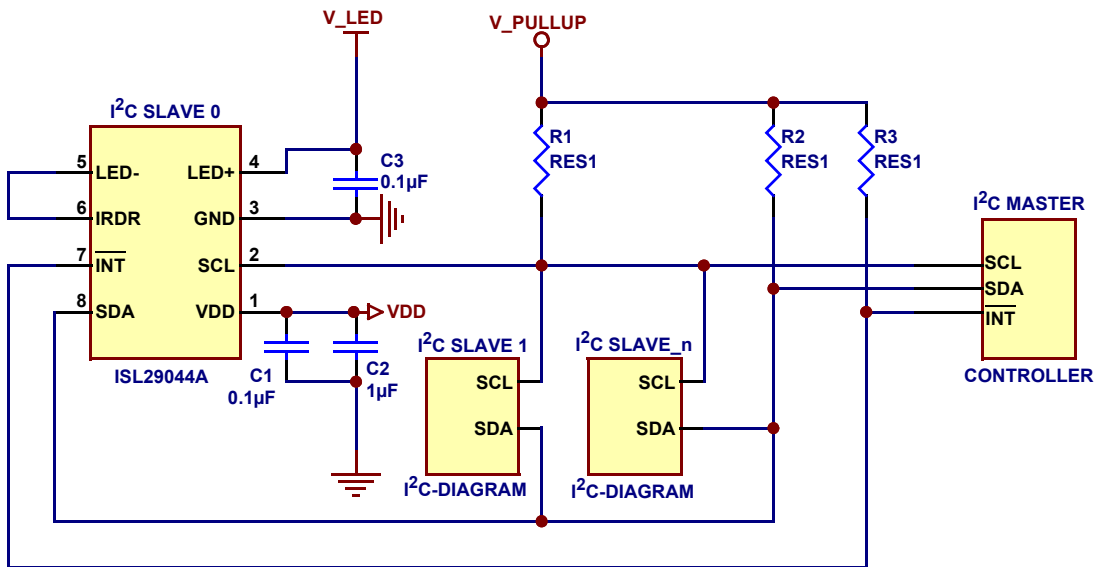 V_LED
V_PULLUP
I²C SLAVE 0
5 LED- LED+ 4
6 IRDR GND 3
7 I̅N̅T̅ SCL 2
8 SDA VDD 1
ISL29044A
C3
0.1µF
VDD
C1
0.1µF
C2
1µF
R1
RES1
R2
RES1
R3
RES1
I²C SLAVE 1
SCL
SDA
I²C-DIAGRAM
I²C SLAVE_n
SCL
SDA
I²C-DIAGRAM
I²C MASTER
SCL
SDA
I̅N̅T̅
CONTROLLER